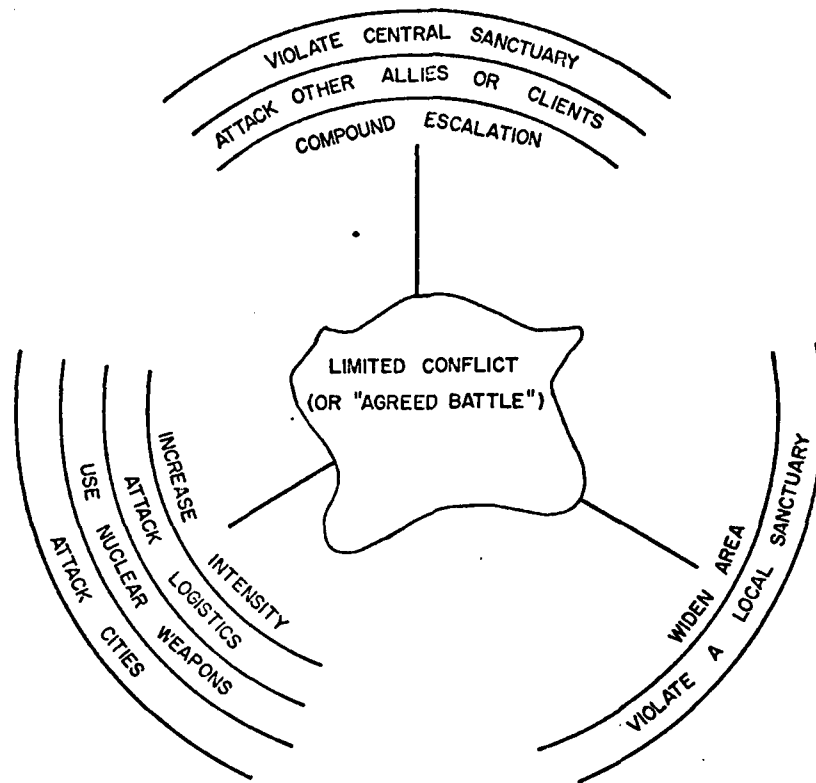 VIOLATE CENTRAL SANCTUARY
ATTACK OTHER ALLIES OR CLIENTS
COMPOUND ESCALATION
LIMITED CONFLICT
(OR "AGREED BATTLE")
INCREASE INTENSITY
ATTACK LOGISTICS
USE NUCLEAR WEAPONS
ATTACK CITIES
WIDEN AREA
VIOLATE A LOCAL SANCTUARY